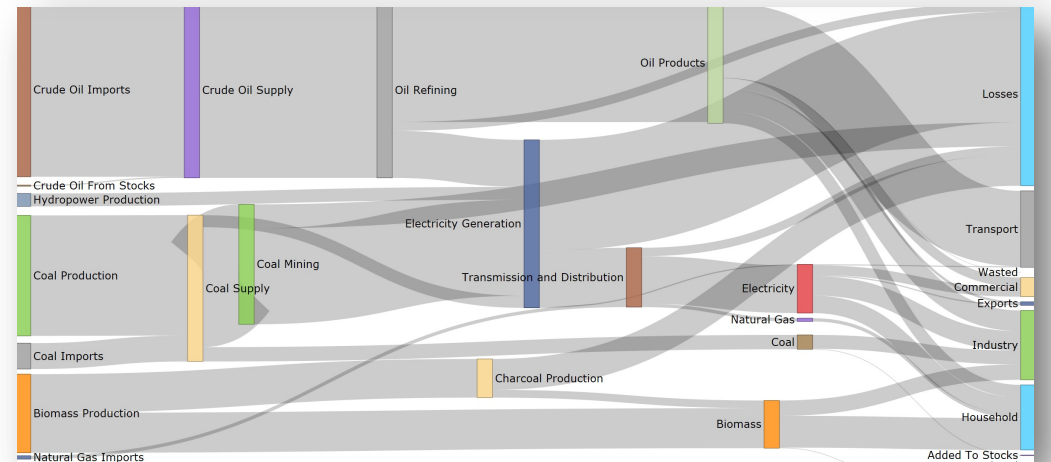 Crude Oil Imports
Crude Oil Supply
Oil Refining
Oil Products
Losses
Crude Oil From Stocks
Hydropower Production
Electricity Generation
Transport
Coal Mining
Coal Production
Coal Supply
Transmission and Distribution
Wasted
Electricity
Commercial
Exports
Natural Gas
Coal
Industry
Coal Imports
Charcoal Production
Biomass Production
Biomass
Household
Natural Gas Imports
Added To Stocks